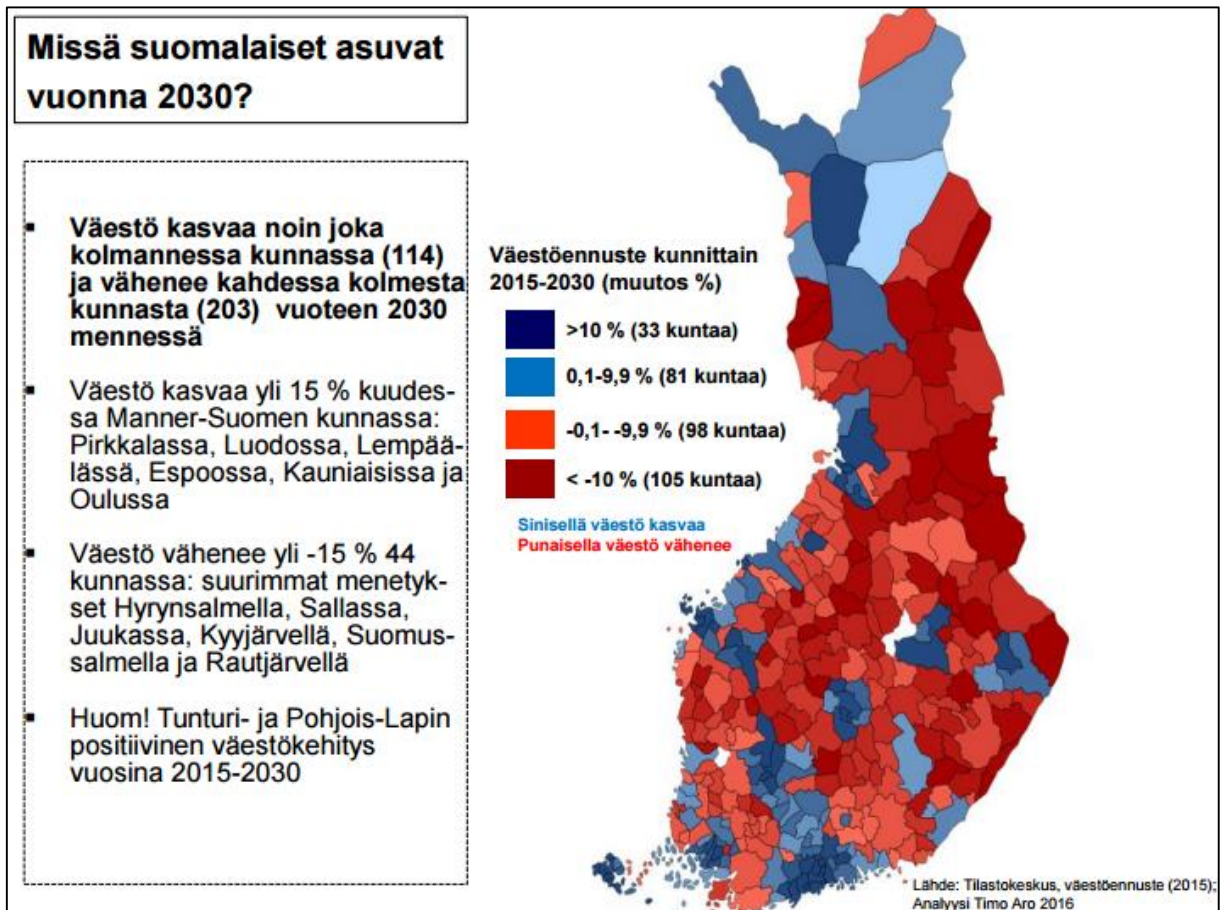 Missä suomalaiset asuvat
vuonna 2030?
▪ Väestö kasvaa noin joka
kolmannessa kunnassa (114)
ja vähenee kahdessa kolmesta
kunnasta (203) vuoteen 2030
mennessä
▪ Väestö kasvaa yli 15 % kuudes-
sa Manner-Suomen kunnassa:
Pirkkalassa, Luodossa, Lempää-
lässä, Espoossa, Kauniaisissa ja
Oulussa
▪ Väestö vähenee yli -15 % 44
kunnassa: suurimmat menetyk-
set Hyrynsalmella, Sallassa,
Juukassa, Kyyjärvellä, Suomus-
salmella ja Rautjärvellä
▪ Huom! Tunturi- ja Pohjois-Lapin
positiivinen väestökehitys
vuosina 2015-2030
Väestöennuste kunnittain
2015-2030 (muutos %)
>10 % (33 kuntaa)
0,1-9,9 % (81 kuntaa)
-0,1- -9,9 % (98 kuntaa)
< -10 % (105 kuntaa)
Sinisellä väestö kasvaa
Punaisella väestö vähenee
Lähde: Tilastokeskus, väestöennuste (2015);
Analyysi Timo Aro 2016